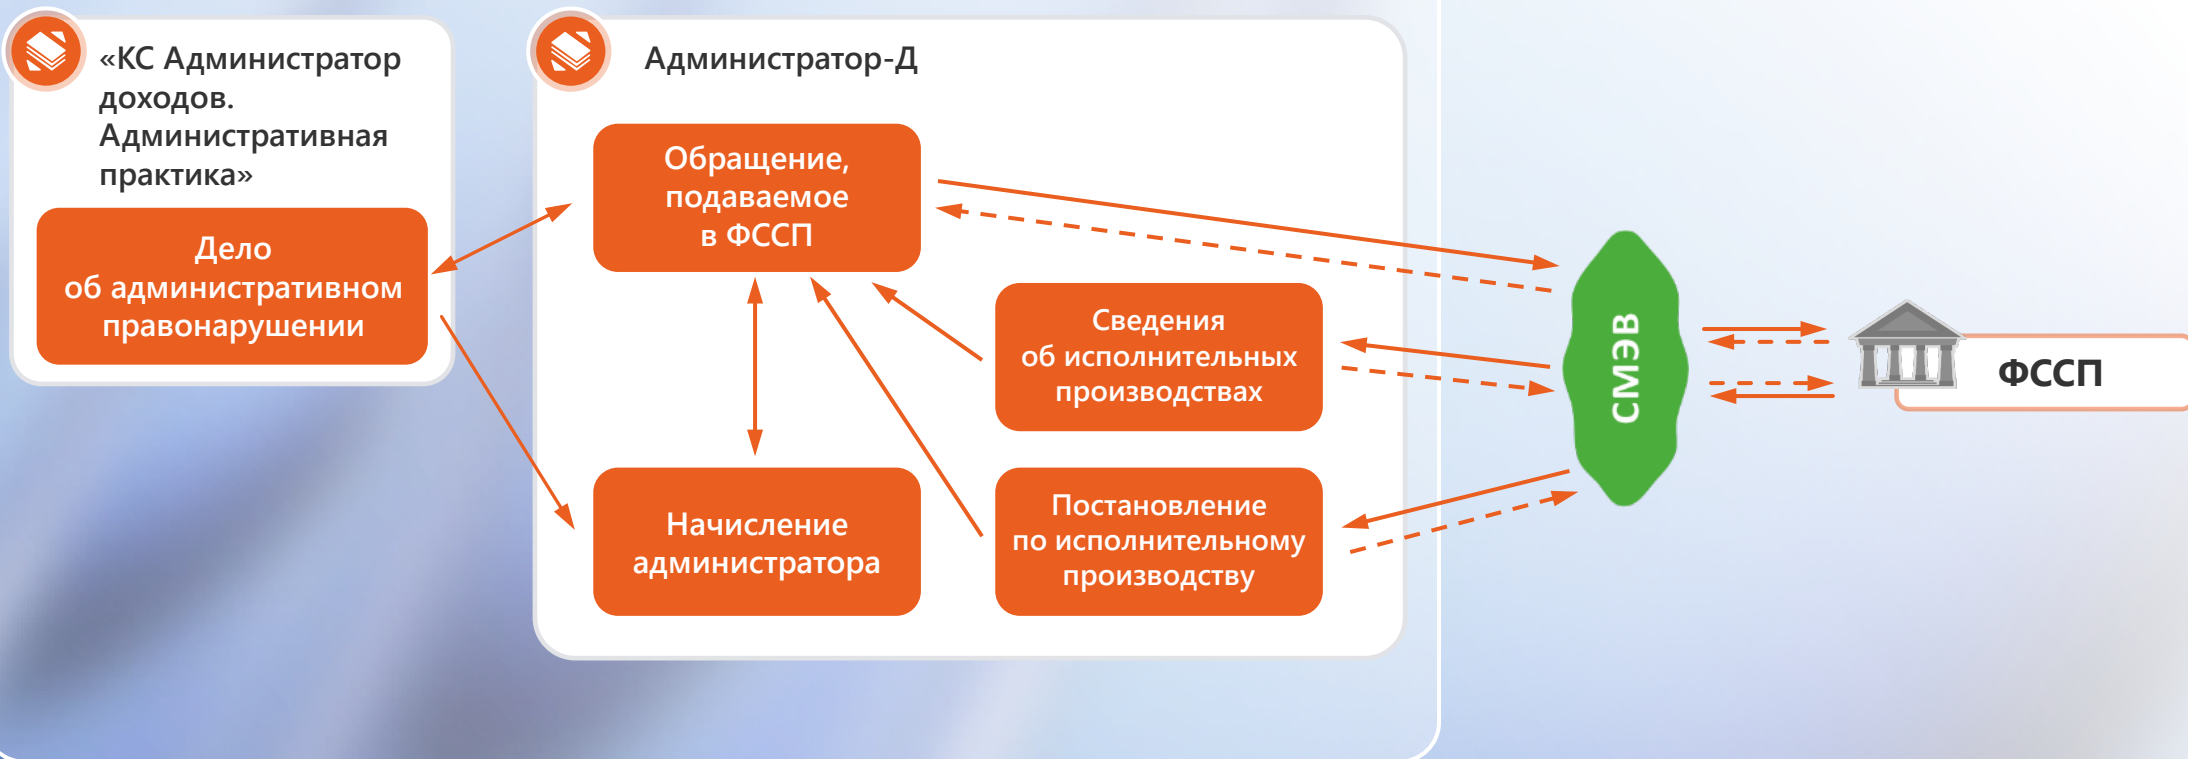 «КС Администратор
доходов.
Административная
практика»
Дело
об административном
правонарушении
Администратор-Д
Обращение,
подаваемое
в ФССП
Сведения
об исполнительных
производствах
Начисление
администратора
Постановление
по исполнительному
производству
СМЭВ
ФССП